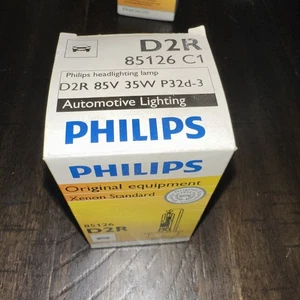 D2R
85126 C1
Philips headlighting lamp
D2R 85V 35W P32d-3
Automotive Lighting
PHILIPS
PHILIPS
Original equipment
Xenon Standard
85126
D2R